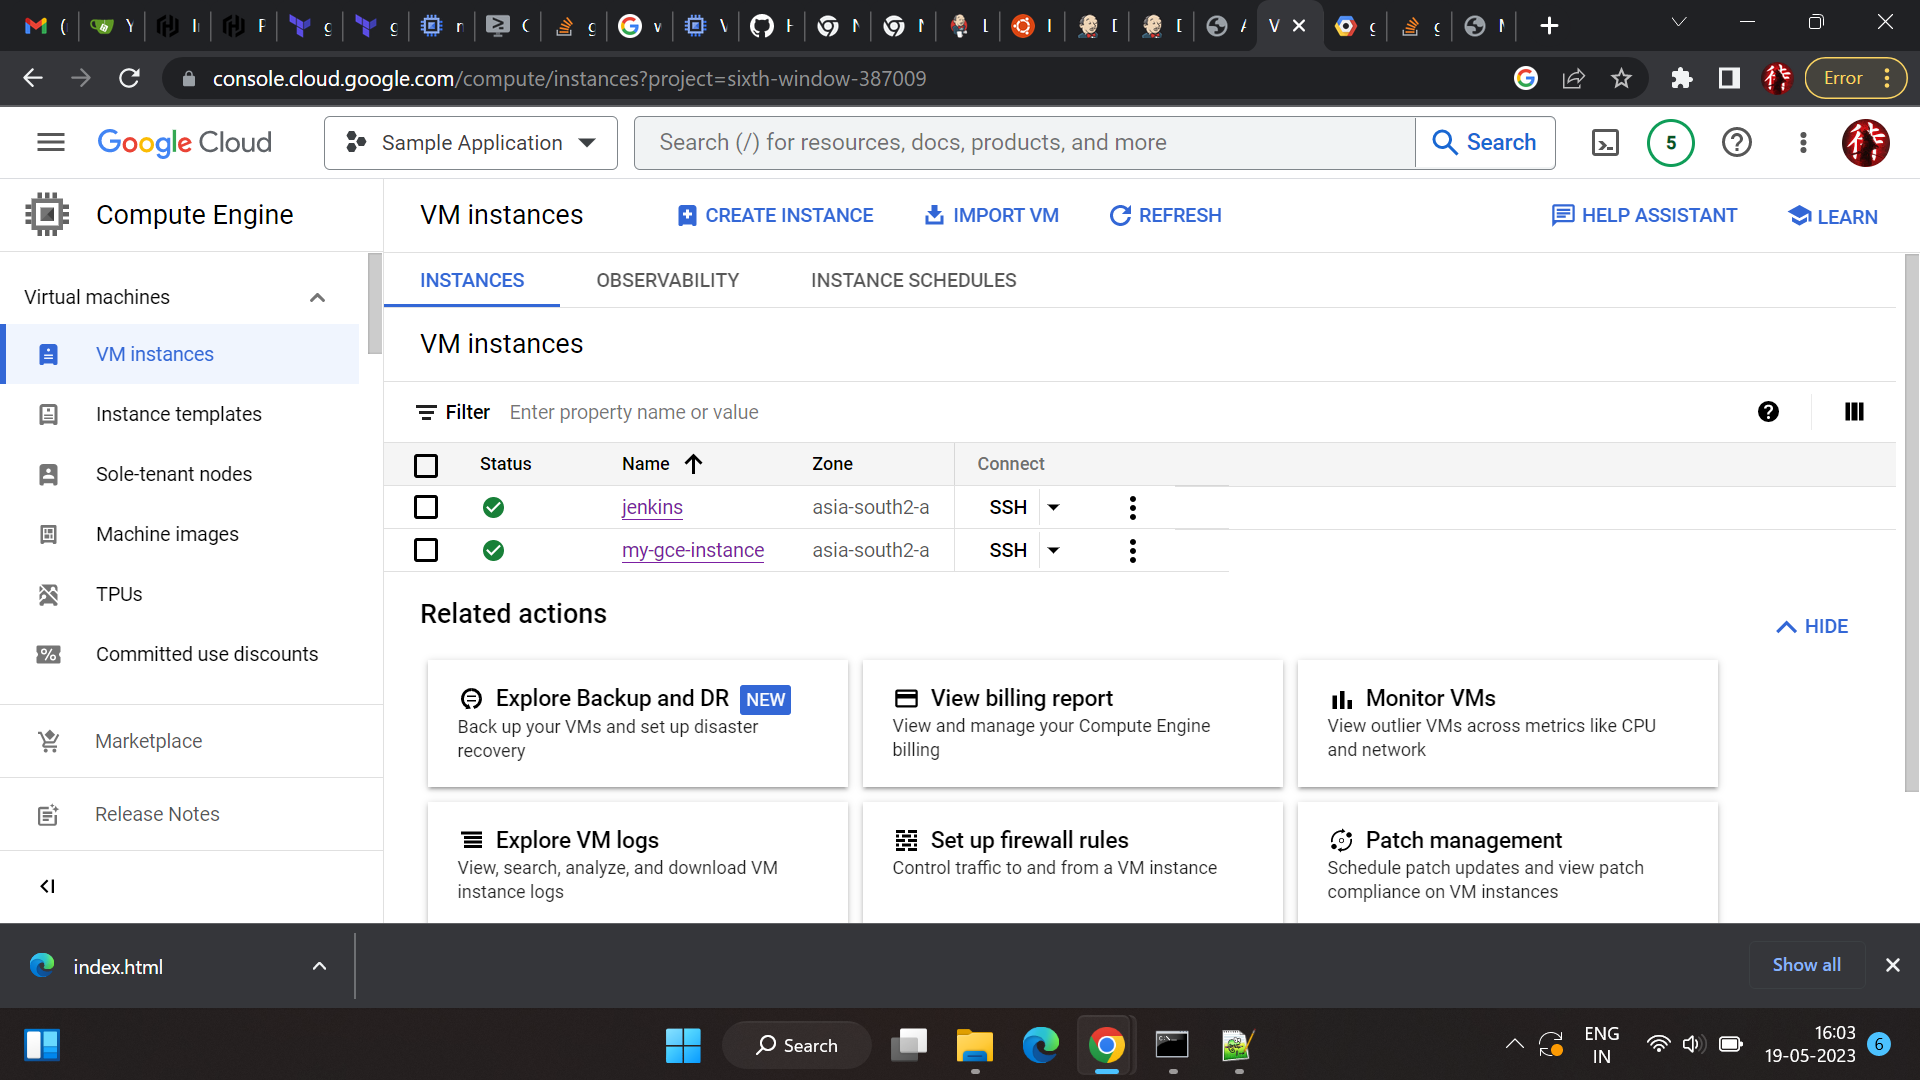 console.cloud.google.com/compute/instances?project=sixth-window-387009
Error
Google Cloud
Sample Application
Search (/) for resources, docs, products, and more
Search
5
Compute Engine
VM instances
CREATE INSTANCE
IMPORT VM
REFRESH
HELP ASSISTANT
LEARN
Virtual machines
VM instances
Instance templates
Sole-tenant nodes
Machine images
TPUs
Committed use discounts
Marketplace
Release Notes
INSTANCES
OBSERVABILITY
INSTANCE SCHEDULES
VM instances
Filter
Enter property name or value
Status
Name
Zone
Connect
jenkins
asia-south2-a
SSH
my-gce-instance
asia-south2-a
SSH
Related actions
HIDE
Explore Backup and DR NEW
Back up your VMs and set up disaster
recovery
View billing report
View and manage your Compute Engine
billing
Monitor VMs
View outlier VMs across metrics like CPU
and network
Explore VM logs
View, search, analyze, and download VM
instance logs
Set up firewall rules
Control traffic to and from a VM instance
Patch management
Schedule patch updates and view patch
compliance on VM instances
index.html
Show all
Search
ENG
IN
16:03
19-05-2023
6